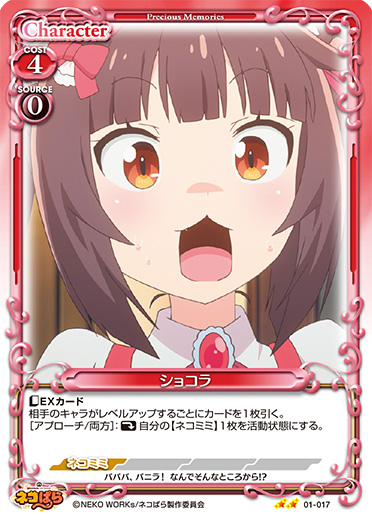 Precious Memories
Character
COST
4
SOURCE
0
ショコラ
EXカード
相手のキャラがレベルアップするごとにカードを1枚引く。
[アプローチ/両方]: 自分の【ネコミミ】1枚を活動状態にする。
ネコミミ
バババ、バニラ! なんでそんなところから!?
ネコぱら
©NEKO WORKs/ネコぱら製作委員会
01-017